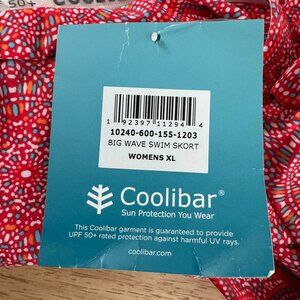 50+
1 92397 11294 4
10240-600-155-1203
BIG WAVE SWIM SKORT
WOMENS XL
Coolibar®
Sun Protection You Wear
This Coolibar garment is guaranteed to provide
UPF 50+ rated protection against harmful UV rays.
coolibar.com